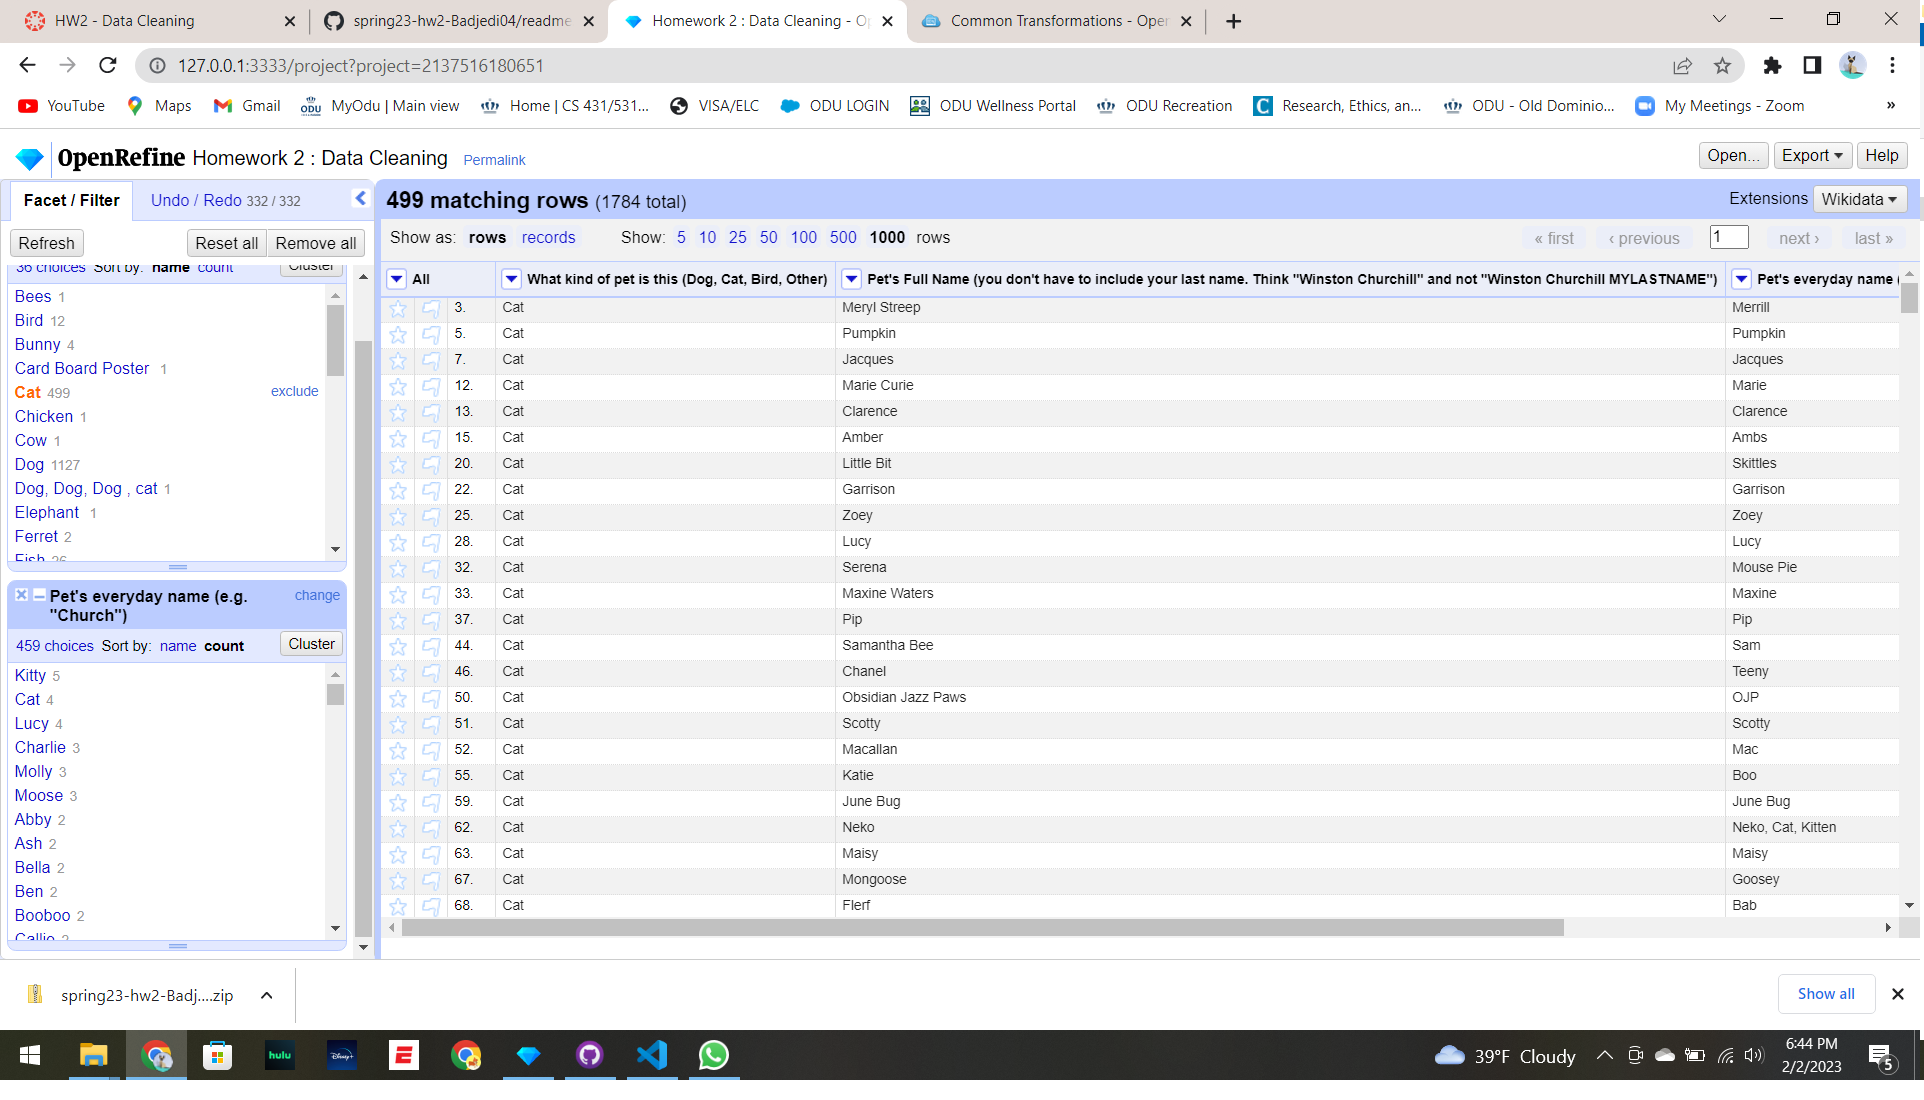 HW2 - Data Cleaning
spring23-hw2-Badjedi04/readme
Homework 2 : Data Cleaning - Op
Common Transformations - Open
127.0.0.1:3333/project?project=2137516180651
YouTube Maps Gmail MyOdu | Main view Home | CS 431/531... VISA/ELC ODU LOGIN ODU Wellness Portal ODU Recreation Research, Ethics, an... ODU - Old Dominio... My Meetings - Zoom »
OpenRefine Homework 2 : Data Cleaning Permalink Open... Export Help
Facet / Filter Undo / Redo 332 / 332
499 matching rows (1784 total) Extensions Wikidata
Refresh Reset all Remove all
Show as: rows records Show: 5 10 25 50 100 500 1000 rows « first ‹ previous 1 next › last »
36 choices Sort by: name count Cluster
Bees 1
Bird 12
Bunny 4
Card Board Poster 1
Cat 499 exclude
Chicken 1
Cow 1
Dog 1127
Dog, Dog, Dog , cat 1
Elephant 1
Ferret 2
Fish 26
Pet's everyday name (e.g. "Church") change
459 choices Sort by: name count Cluster
Kitty 5
Cat 4
Lucy 4
Charlie 3
Molly 3
Moose 3
Abby 2
Ash 2
Bella 2
Ben 2
Booboo 2
Callie 2
All What kind of pet is this (Dog, Cat, Bird, Other) Pet's Full Name (you don't have to include your last name. Think "Winston Churchill" and not "Winston Churchill MYLASTNAME") Pet's everyday name (
3. Cat Meryl Streep Merrill
5. Cat Pumpkin Pumpkin
7. Cat Jacques Jacques
12. Cat Marie Curie Marie
13. Cat Clarence Clarence
15. Cat Amber Ambs
20. Cat Little Bit Skittles
22. Cat Garrison Garrison
25. Cat Zoey Zoey
28. Cat Lucy Lucy
32. Cat Serena Mouse Pie
33. Cat Maxine Waters Maxine
37. Cat Pip Pip
44. Cat Samantha Bee Sam
46. Cat Chanel Teeny
50. Cat Obsidian Jazz Paws OJP
51. Cat Scotty Scotty
52. Cat Macallan Mac
55. Cat Katie Boo
59. Cat June Bug June Bug
62. Cat Neko Neko, Cat, Kitten
63. Cat Maisy Maisy
67. Cat Mongoose Goosey
68. Cat Flerf Bab
spring23-hw2-Badj....zip Show all
hulu Disney+ E 39°F Cloudy 6:44 PM
2/2/2023 5